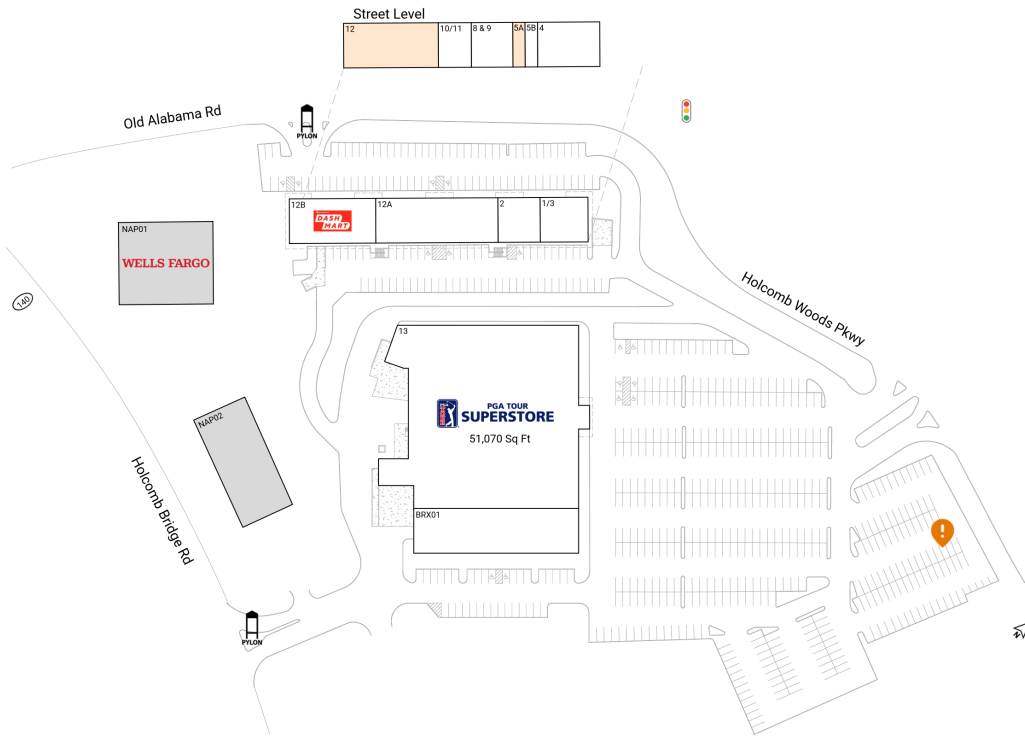 Street Level
12
10/11
8 & 9
5A
5B
4
Old Alabama Rd
PYLON
12B
DASH
MART
12A
2
1/3
NAP01
WELLS FARGO
140
Holcomb Woods Pkwy
13
PGA TOUR
SUPERSTORE
51,070 Sq Ft
NAP02
Holcomb Bridge Rd
BRX01
!
PYLON
N